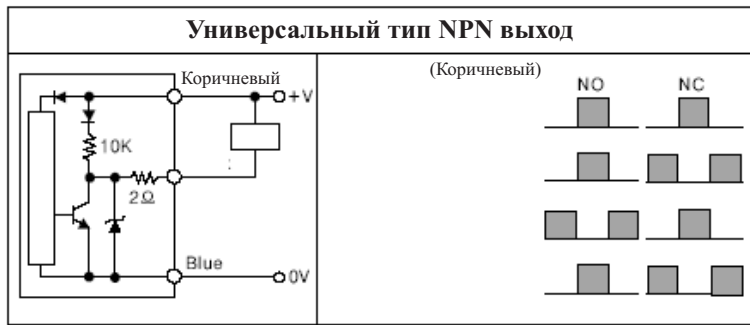 Универсальный тип NPN выход
Коричневый
+V
10K
2Ω
Blue
0V
(Коричневый)
NO NC